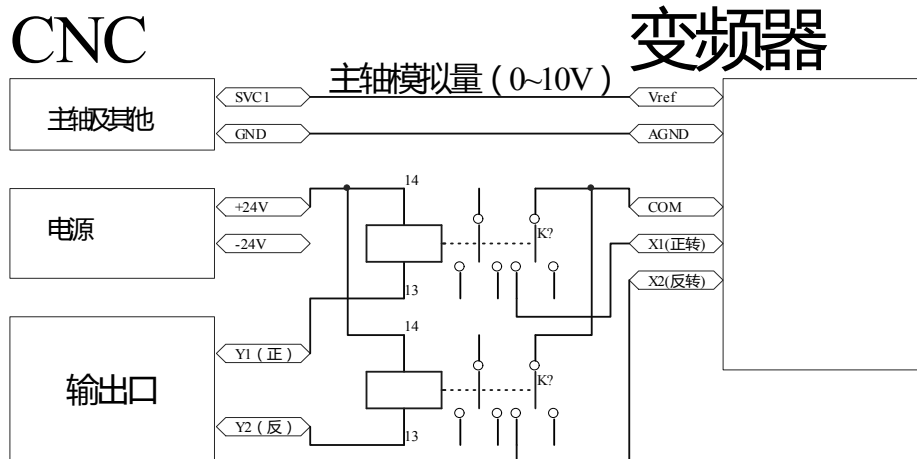 CNC
变频器
主轴模拟量（0~10V）
主轴及其他
SVC1
Vref
GND
AGND
电源
+24V
-24V
14
13
K?
COM
X1(正转)
X2(反转)
输出口
Y1（正）
Y2（反）
14
13
K?